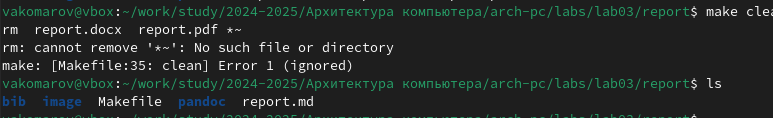 vakomarov@vbox:~/work/study/2024-2025/Архитектура компьютера/arch-pc/labs/lab03/report$ make clea
rm  report.docx  report.pdf *~
rm: cannot remove '*~': No such file or directory
make: [Makefile:35: clean] Error 1 (ignored)
vakomarov@vbox:~/work/study/2024-2025/Архитектура компьютера/arch-pc/labs/lab03/report$ ls
bib  image  Makefile  pandoc  report.md